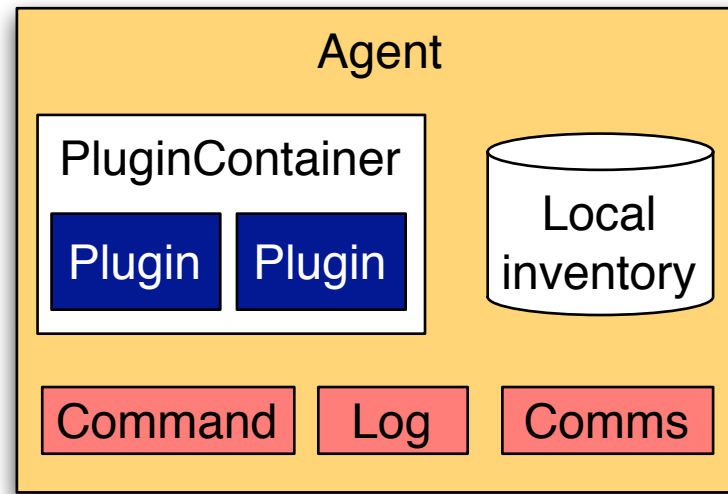 Agent
PluginContainer
Plugin Plugin
Local
inventory
Command Log Comms